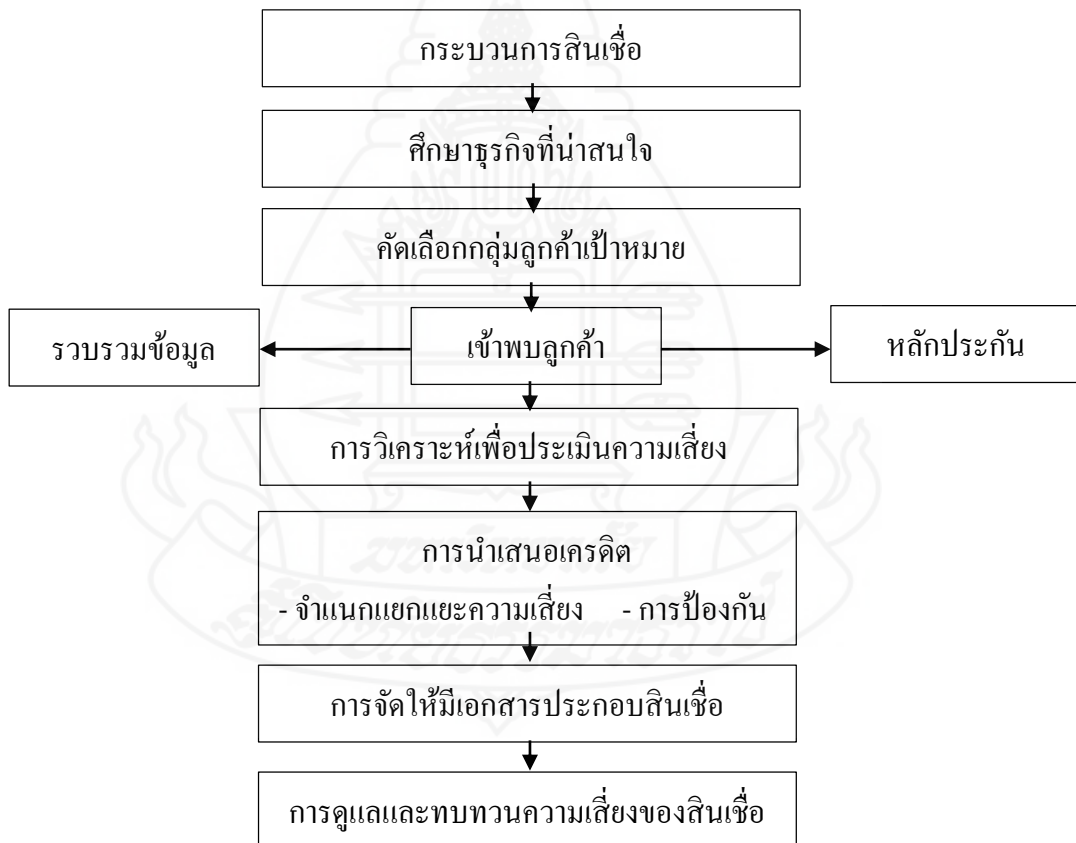 กระบวนการสินเชื่อ
ศึกษาธุรกิจที่น่าสนใจ
คัดเลือกกลุ่มลูกค้าเป้าหมาย
รวบรวมข้อมูล
เข้าพบลูกค้า
หลักประกัน
การวิเคราะห์เพื่อประเมินความเสี่ยง
การนำเสนอเครดิต
- จำแนกแยกแยะความเสี่ยง - การป้องกัน
การจัดให้มีเอกสารประกอบสินเชื่อ
การดูแลและทบทวนความเสี่ยงของสินเชื่อ